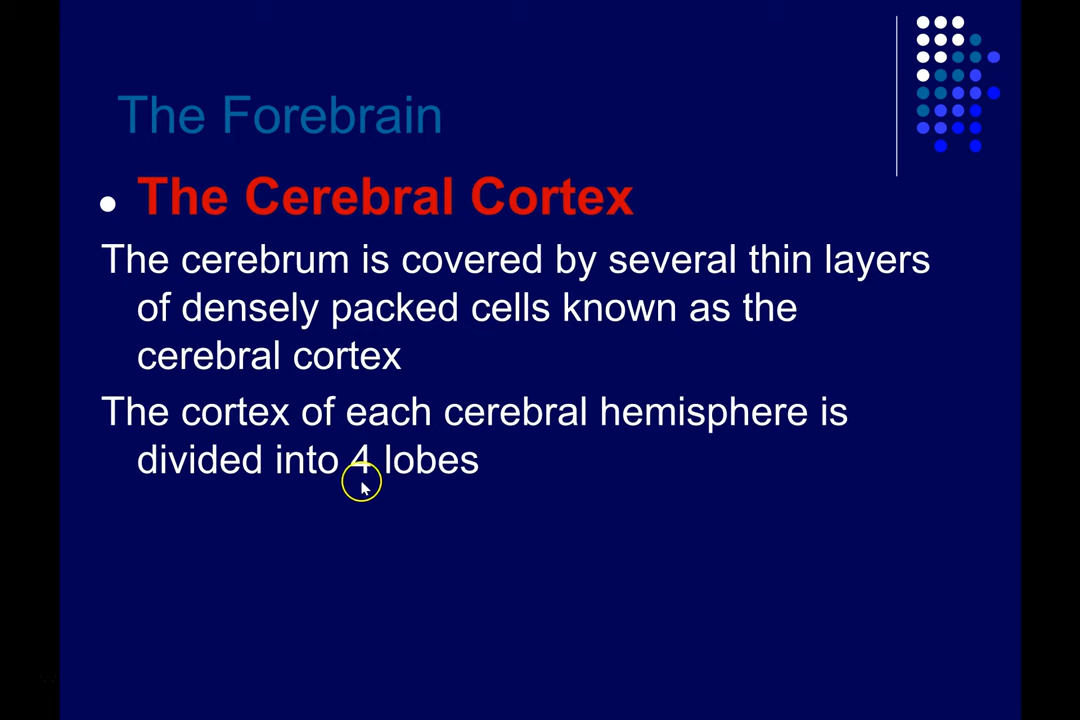 The Forebrain
The Cerebral Cortex
The cerebrum is covered by several thin layers
of densely packed cells known as the
cerebral cortex
The cortex of each cerebral hemisphere is
divided into 4 lobes